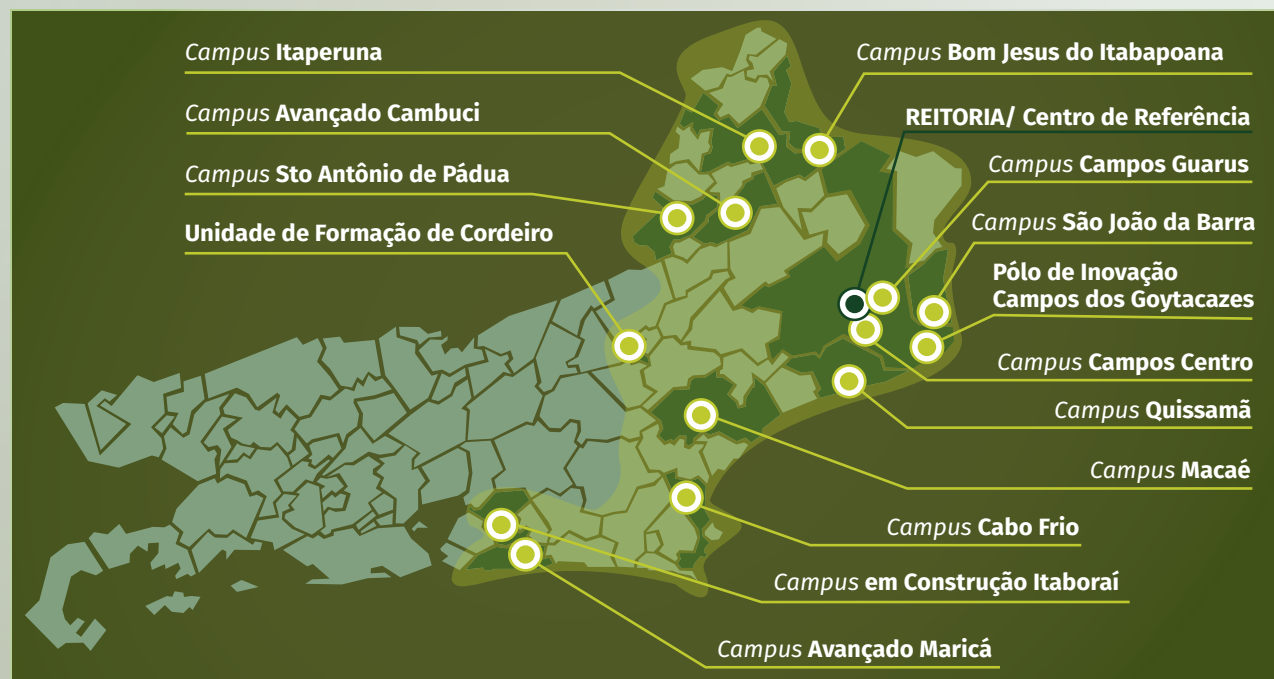 Campus Itaperuna
Campus Avançado Cambuci
Campus Sto Antônio de Pádua
Unidade de Formação de Cordeiro
Campus Bom Jesus do Itabapoana
REITORIA/ Centro de Referência
Campus Campos Guarus
Campus São João da Barra
Pólo de Inovação
Campos dos Goytacazes
Campus Campos Centro
Campus Quissamã
Campus Macaé
Campus Cabo Frio
Campus em Construção Itaboraí
Campus Avançado Maricá